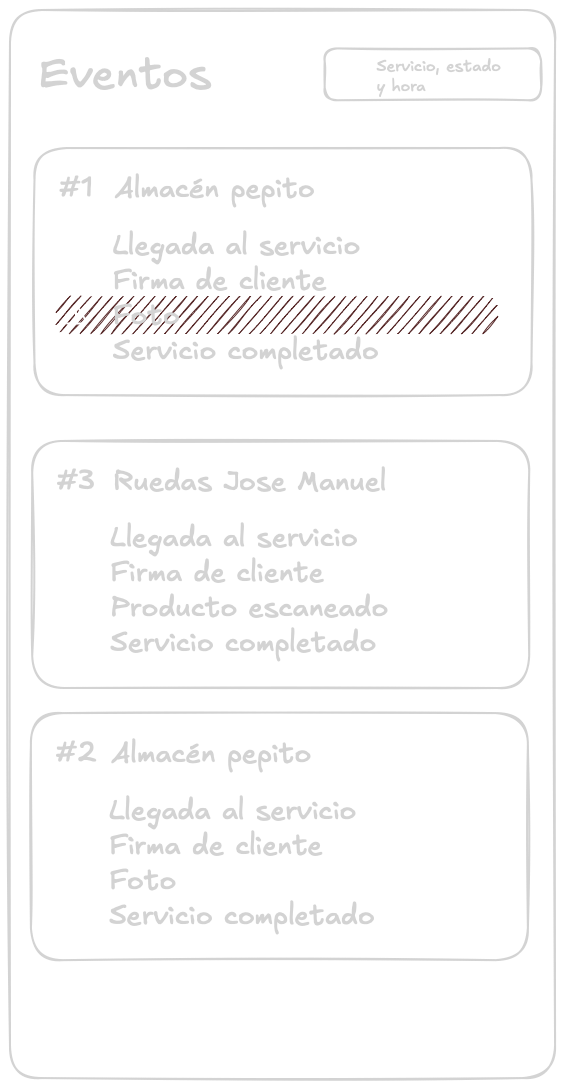 Eventos
Servicio, estado
y hora
#1 Almacén pepito
Llegada al servicio
Firma de cliente
Foto
Servicio completado
#3 Ruedas Jose Manuel
Llegada al servicio
Firma de cliente
Producto escaneado
Servicio completado
#2 Almacén pepito
Llegada al servicio
Firma de cliente
Foto
Servicio completado